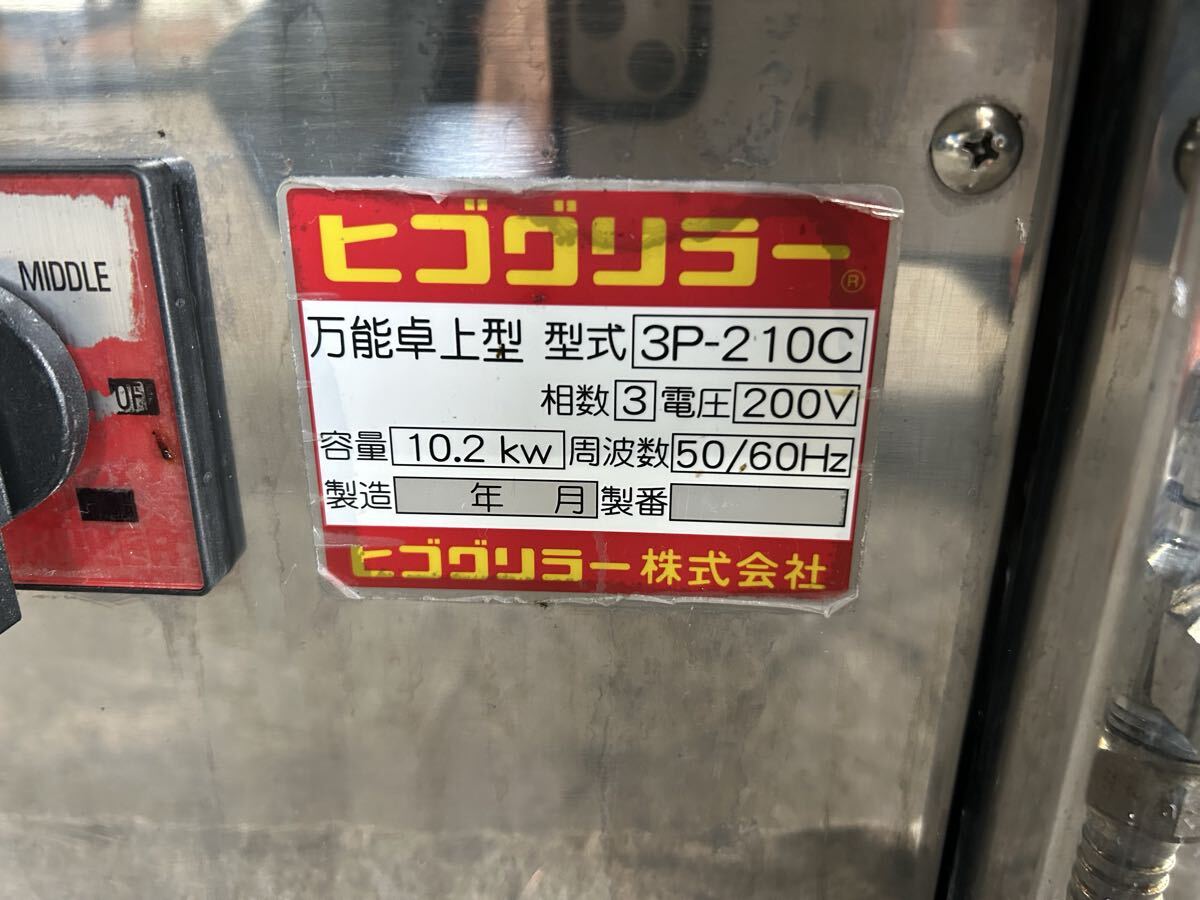 MIDDLE
ヒゴグリラー®
万能卓上型 型式 3P-210C
相数 3 電圧 200V
容量 10.2 kw 周波数 50/60Hz
製造 年 月 製番
ヒゴグリラー株式会社